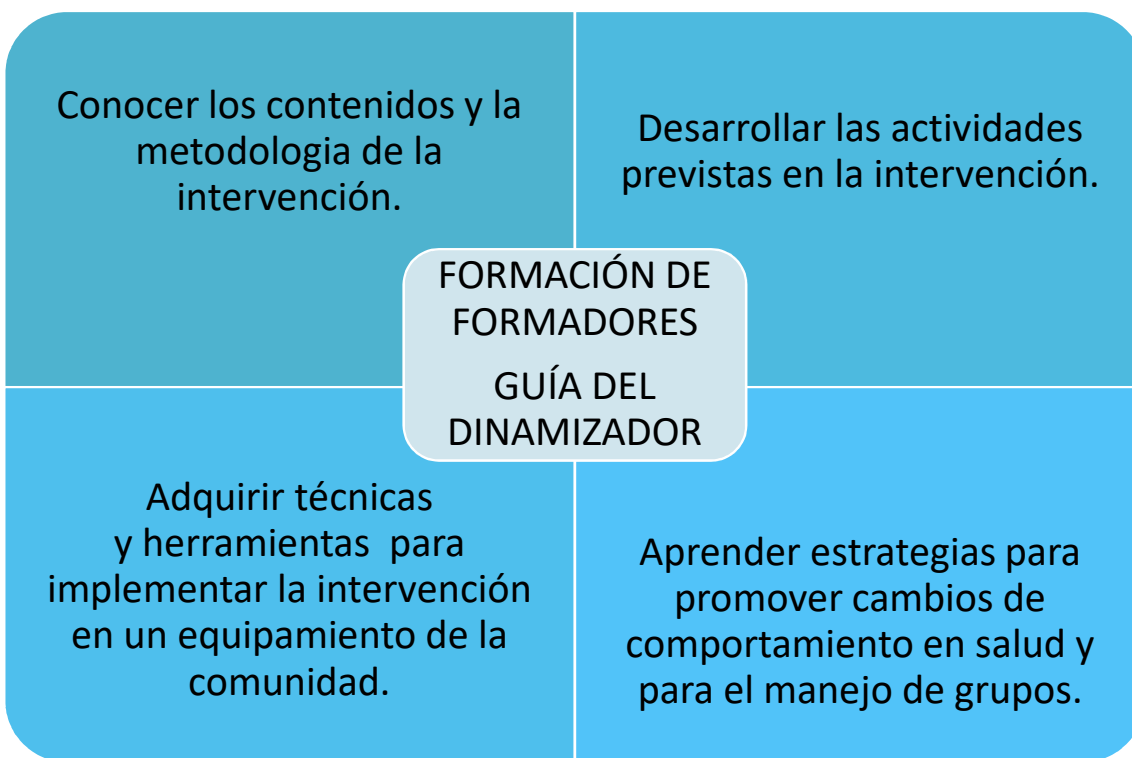 Conocer los contenidos y la
metodologia de la
intervención.
Desarrollar las actividades
previstas en la intervención.
FORMACIÓN DE
FORMADORES
GUÍA DEL
DINAMIZADOR
Adquirir técnicas
y herramientas para
implementar la intervención
en un equipamiento de la
comunidad.
Aprender estrategias para
promover cambios de
comportamiento en salud y
para el manejo de grupos.